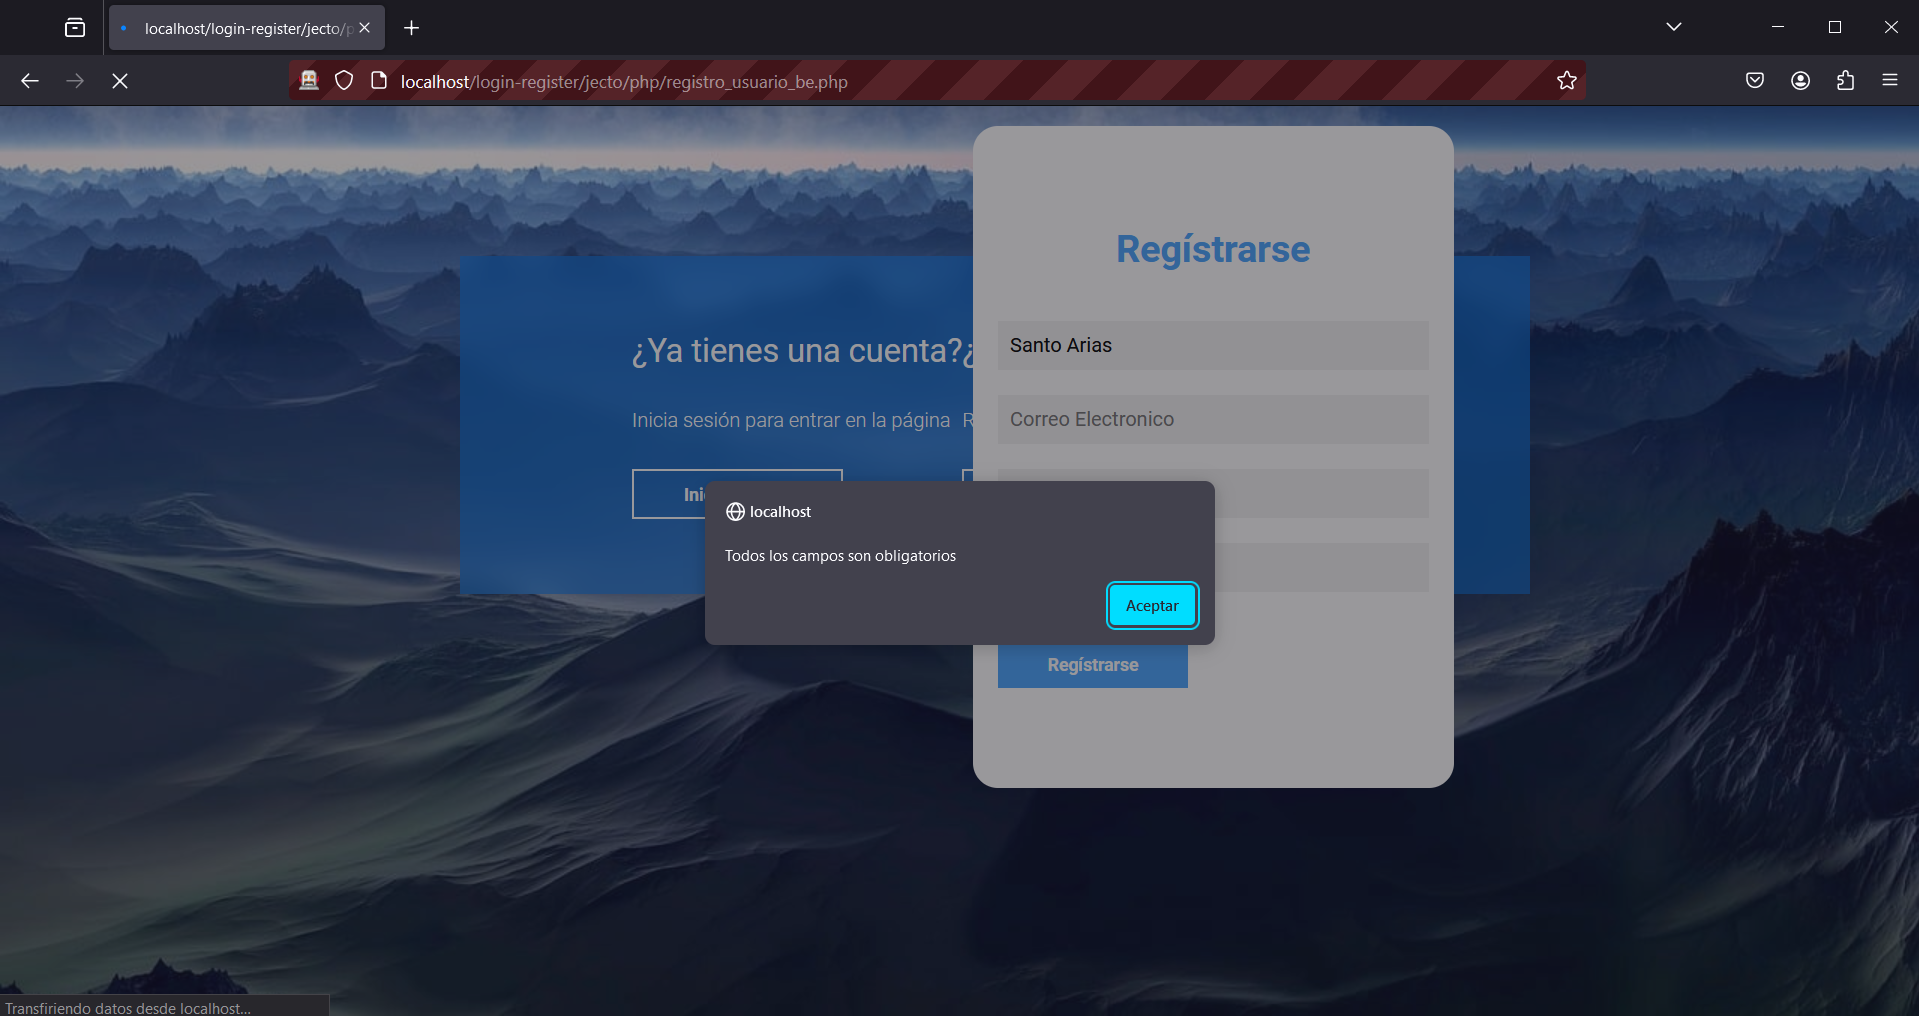 localhost/login-register/jecto/p
localhost/login-register/jecto/php/registro_usuario_be.php
Regístrarse
¿Ya tienes una cuenta?¿
Santo Arias
Inicia sesión para entrar en la página R
Correo Electronico
Ini
localhost
Todos los campos son obligatorios
Aceptar
Regístrarse
Transfiriendo datos desde localhost...